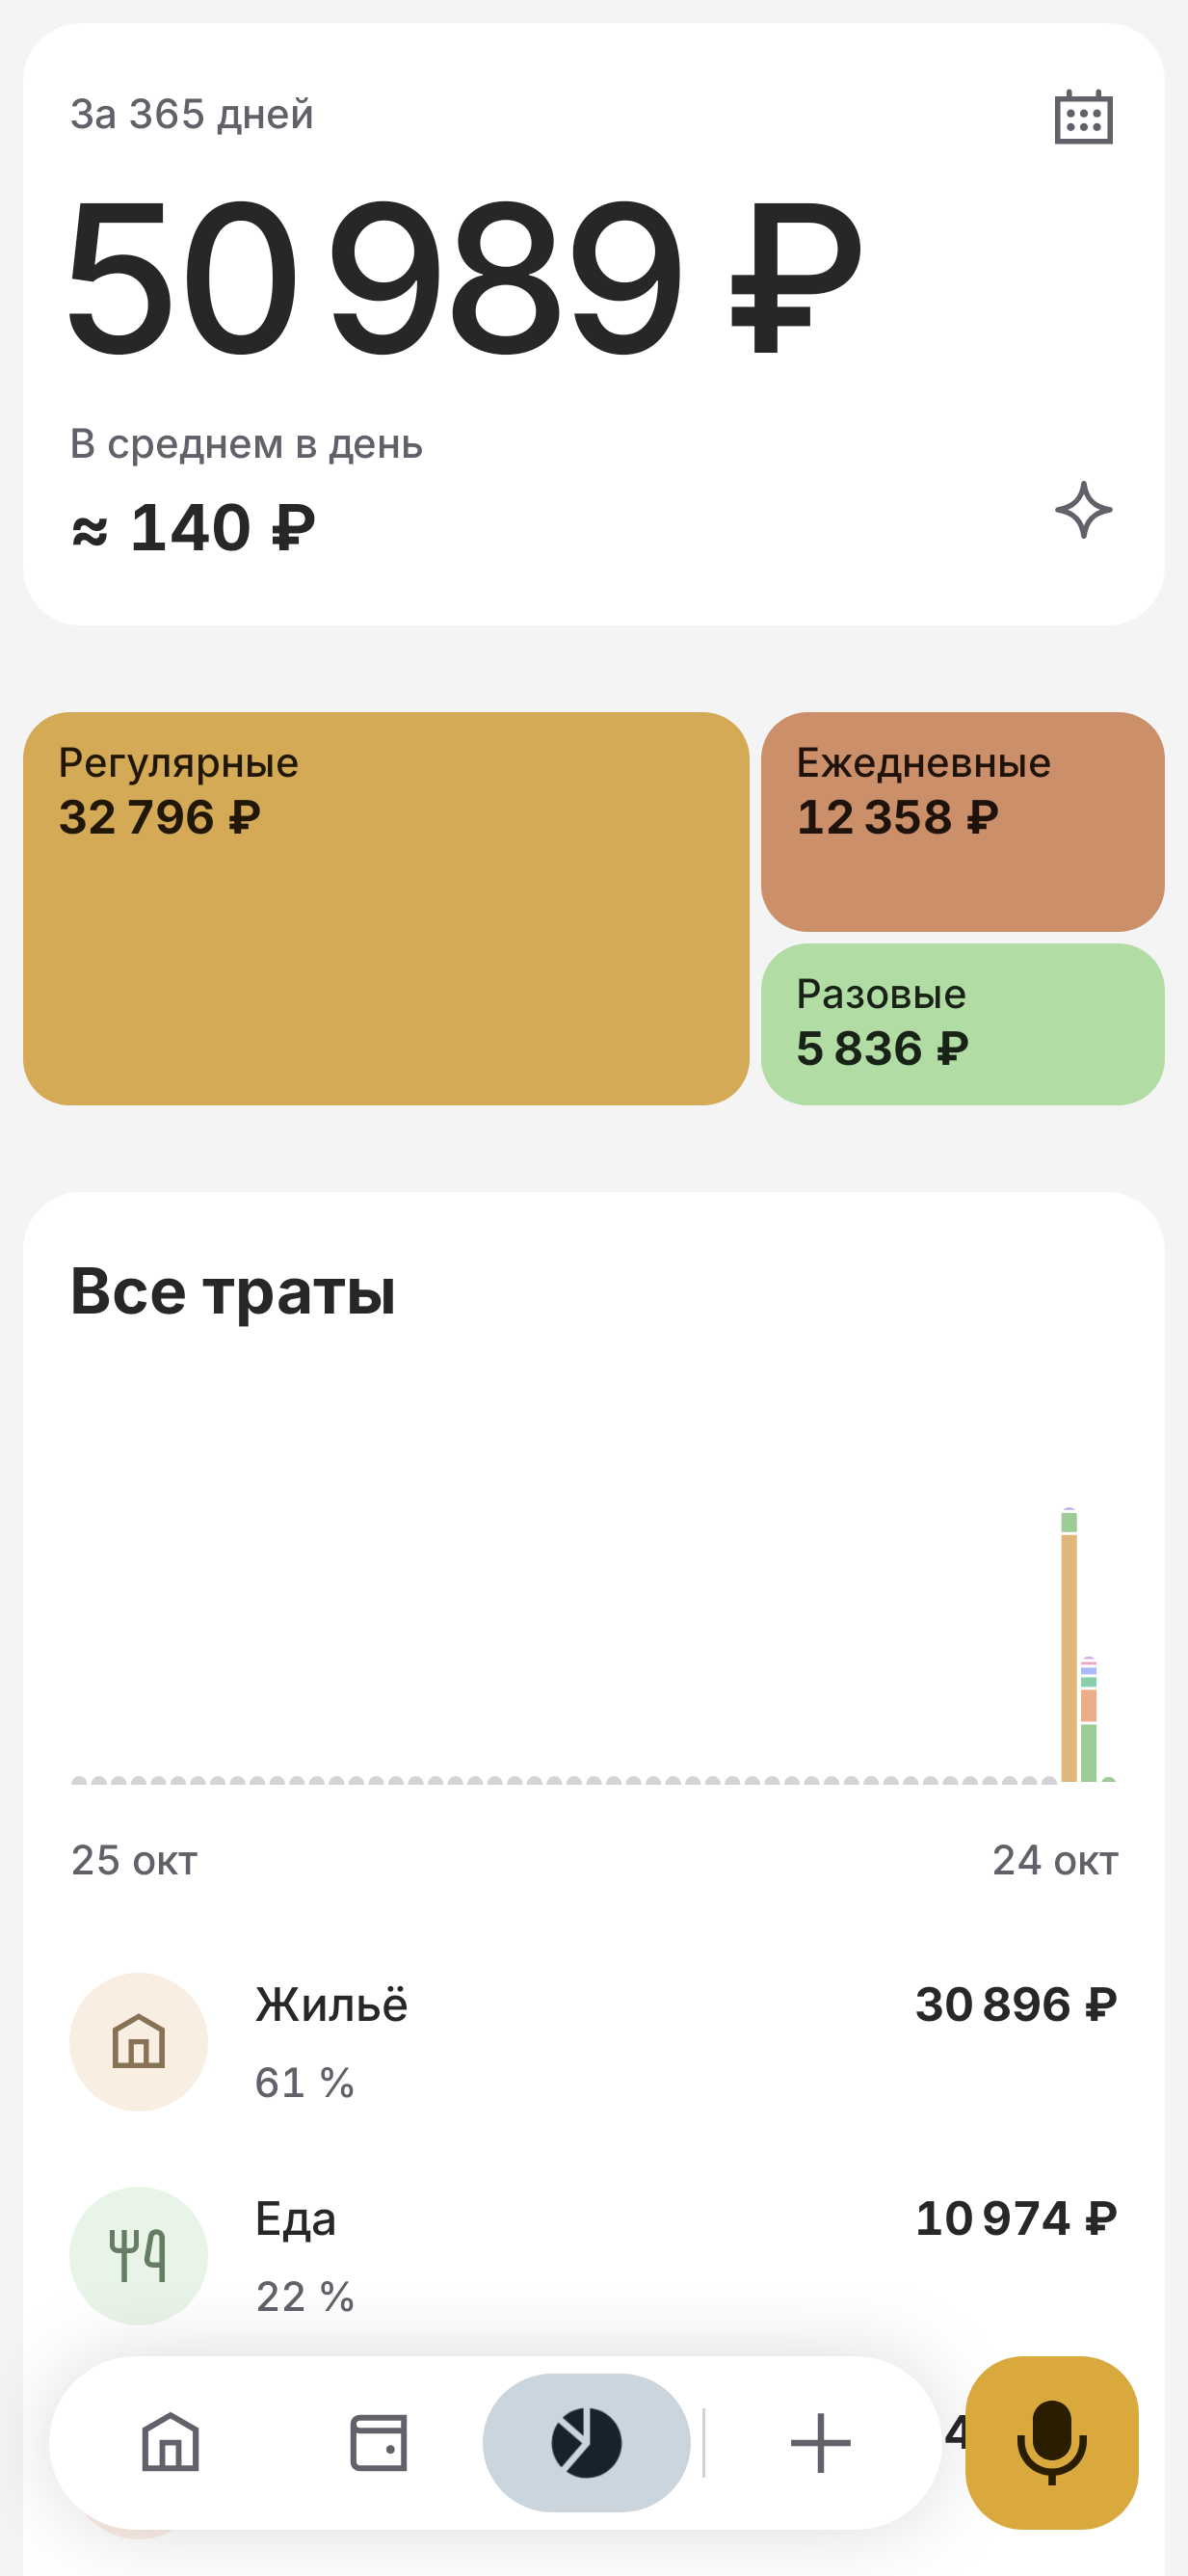 За 365 дней
50 989 ₽
В среднем в день
≈ 140 ₽
Регулярные
32 796 ₽
Ежедневные
12 358 ₽
Разовые
5 836 ₽
Все траты
25 окт
24 окт
Жильё
30 896 ₽
61 %
Еда
10 974 ₽
22 %